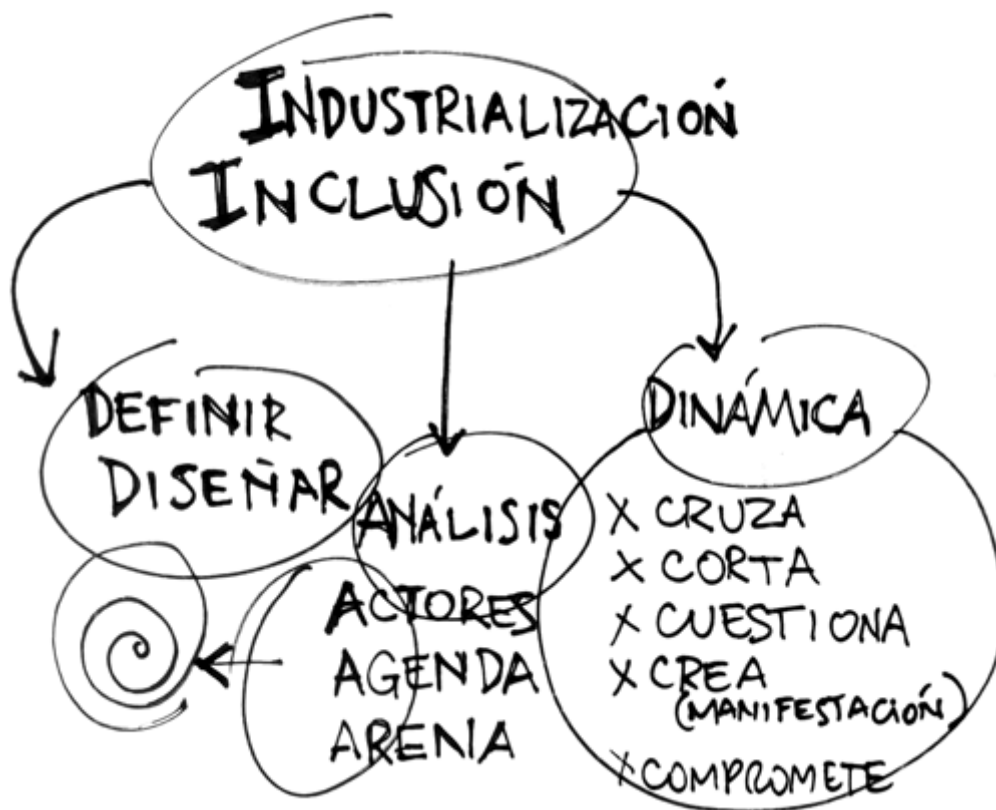 INDUSTRIALIZACIÓN
INCLUSIÓN
DEFINIR
DISEÑAR
ANÁLISIS
ACTORES
AGENDA
ARENA
DINÁMICA
X CRUZA
X CORTA
X CUESTIONA
X CREA
(MANIFESTACIÓN)
X COMPROMETE